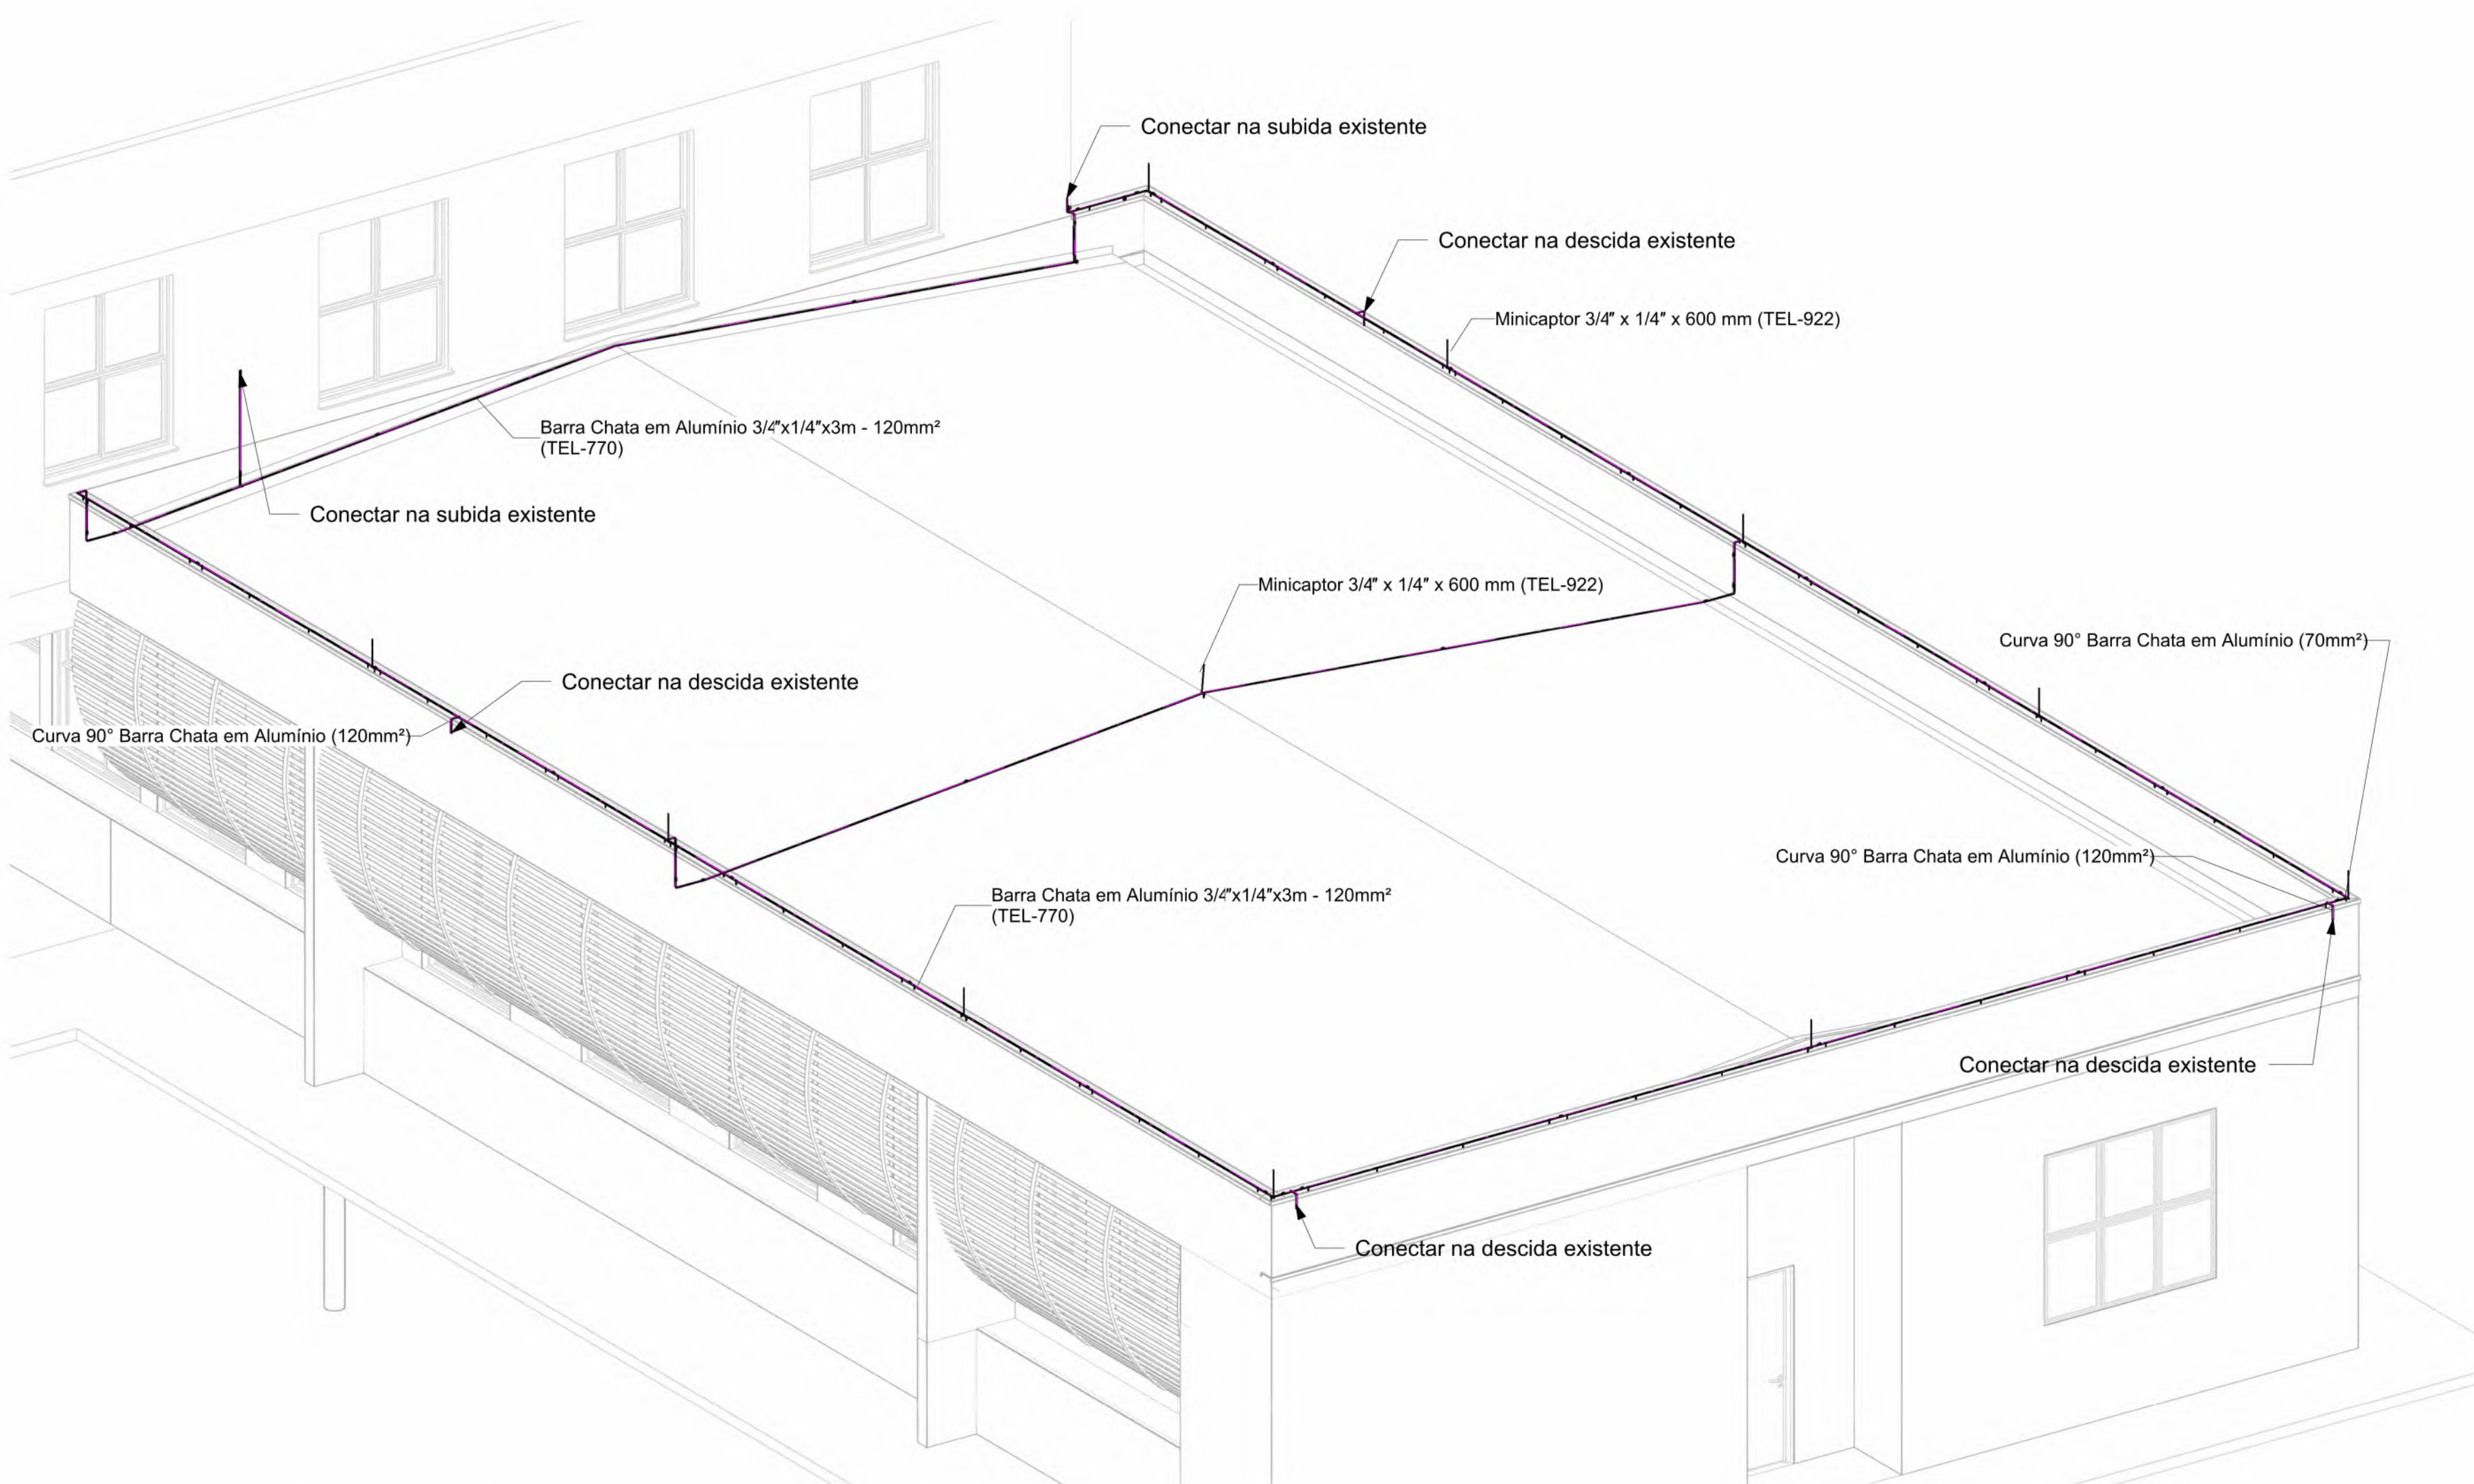 Conectar na subida existente
Conectar na descida existente
Minicaptor 3/4" x 1/4" x 600 mm (TEL-922)
Barra Chata em Alumínio 3/4"x1/4"x3m - 120mm²
(TEL-770)
Conectar na subida existente
Minicaptor 3/4" x 1/4" x 600 mm (TEL-922)
Curva 90° Barra Chata em Alumínio (70mm²)
Conectar na descida existente
Curva 90° Barra Chata em Alumínio (120mm²)
Curva 90° Barra Chata em Alumínio (120mm²)
Barra Chata em Alumínio 3/4"x1/4"x3m - 120mm²
(TEL-770)
Conectar na descida existente
Conectar na descida existente